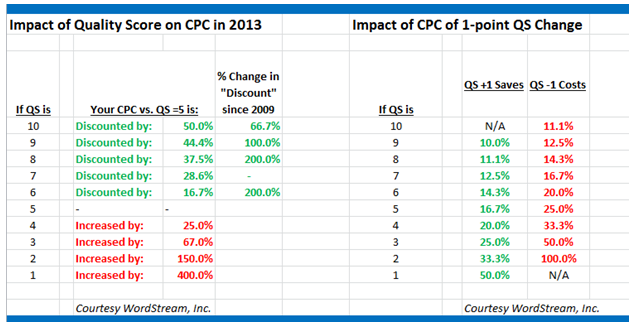 Impact of Quality Score on CPC in 2013 Impact of CPC of 1-point QS Change
% Change in
"Discount" QS +1 Saves QS -1 Costs
If QS is Your CPC vs. QS =5 is: since 2009 If QS is
10 Discounted by: 50.0% 66.7% 10 N/A 11.1%
9 Discounted by: 44.4% 100.0% 9 10.0% 12.5%
8 Discounted by: 37.5% 200.0% 8 11.1% 14.3%
7 Discounted by: 28.6% - 7 12.5% 16.7%
6 Discounted by: 16.7% 200.0% 6 14.3% 20.0%
5 - - 5 16.7% 25.0%
4 Increased by: 25.0% 4 20.0% 33.3%
3 Increased by: 67.0% 3 25.0% 50.0%
2 Increased by: 150.0% 2 33.3% 100.0%
1 Increased by: 400.0% 1 50.0% N/A
Courtesy WordStream, Inc. Courtesy WordStream, Inc.